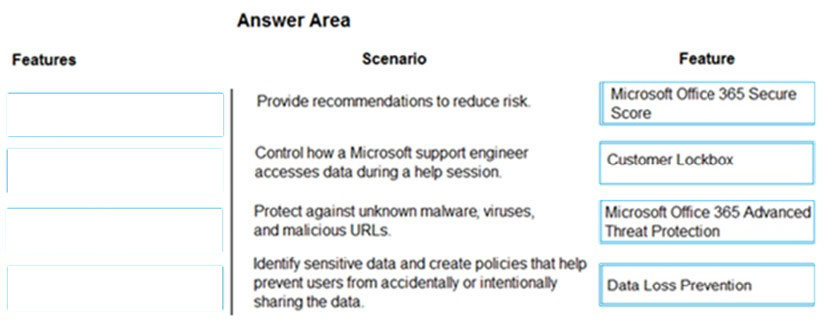 Answer Area
Features
Scenario
Feature
Provide recommendations to reduce risk.
Microsoft Office 365 Secure
Score
Control how a Microsoft support engineer
accesses data during a help session.
Customer Lockbox
Protect against unknown malware, viruses,
and malicious URLs.
Microsoft Office 365 Advanced
Threat Protection
Identify sensitive data and create policies that help
prevent users from accidentally or intentionally
sharing the data.
Data Loss Prevention